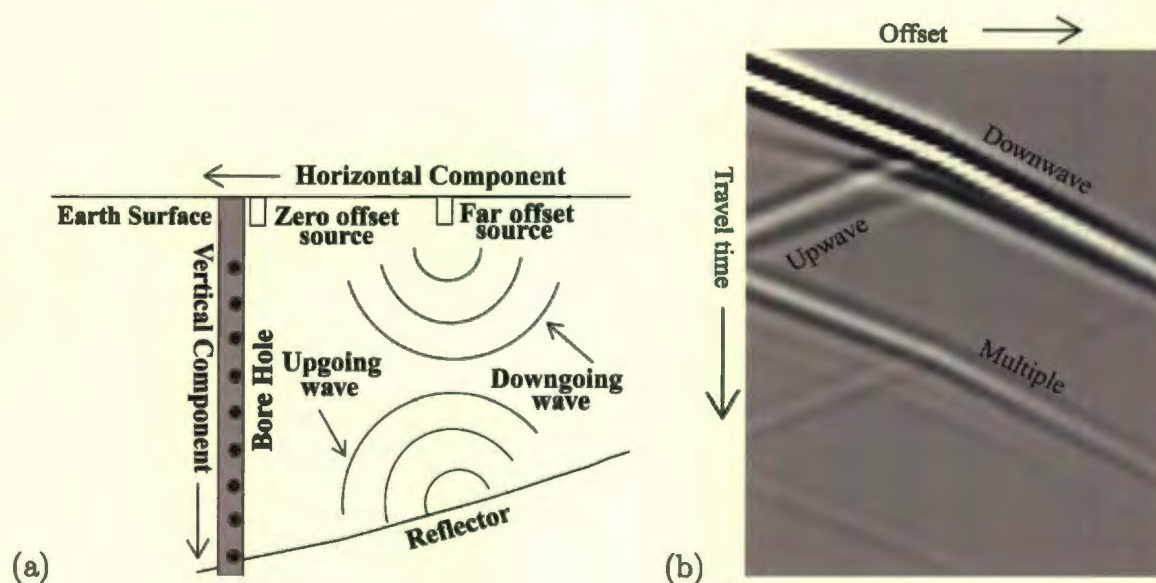 Horizontal Component
Earth Surface
Zero offset
source
Far offset
source
Vertical Component
Bore Hole
Upgoing
wave
Downgoing
wave
Reflector
(a)
Offset
Travel time
Downwave
Upwave
Multiple
(b)